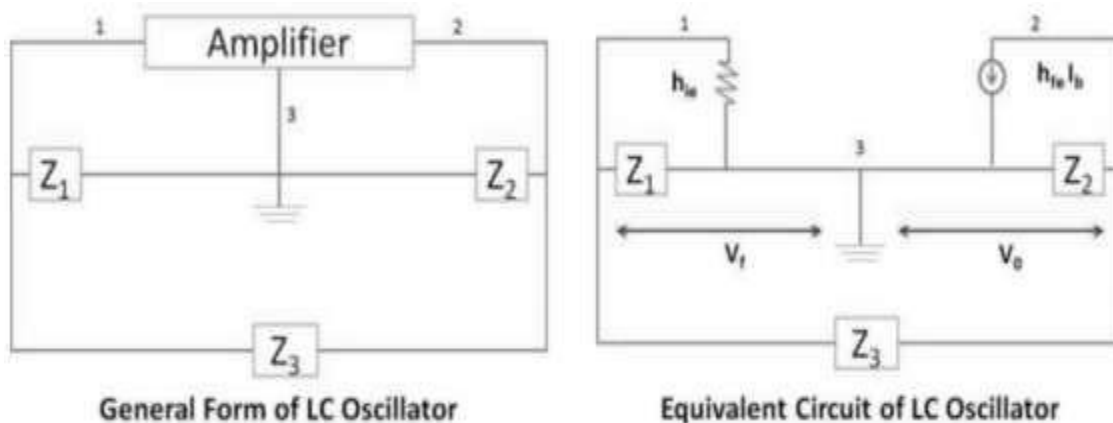 1
Amplifier
2
3
Z1
Z2
Z3
General Form of LC Oscillator
1
hie
2
hfe Ib
3
Z1
Z2
Vf
V0
Z3
Equivalent Circuit of LC Oscillator